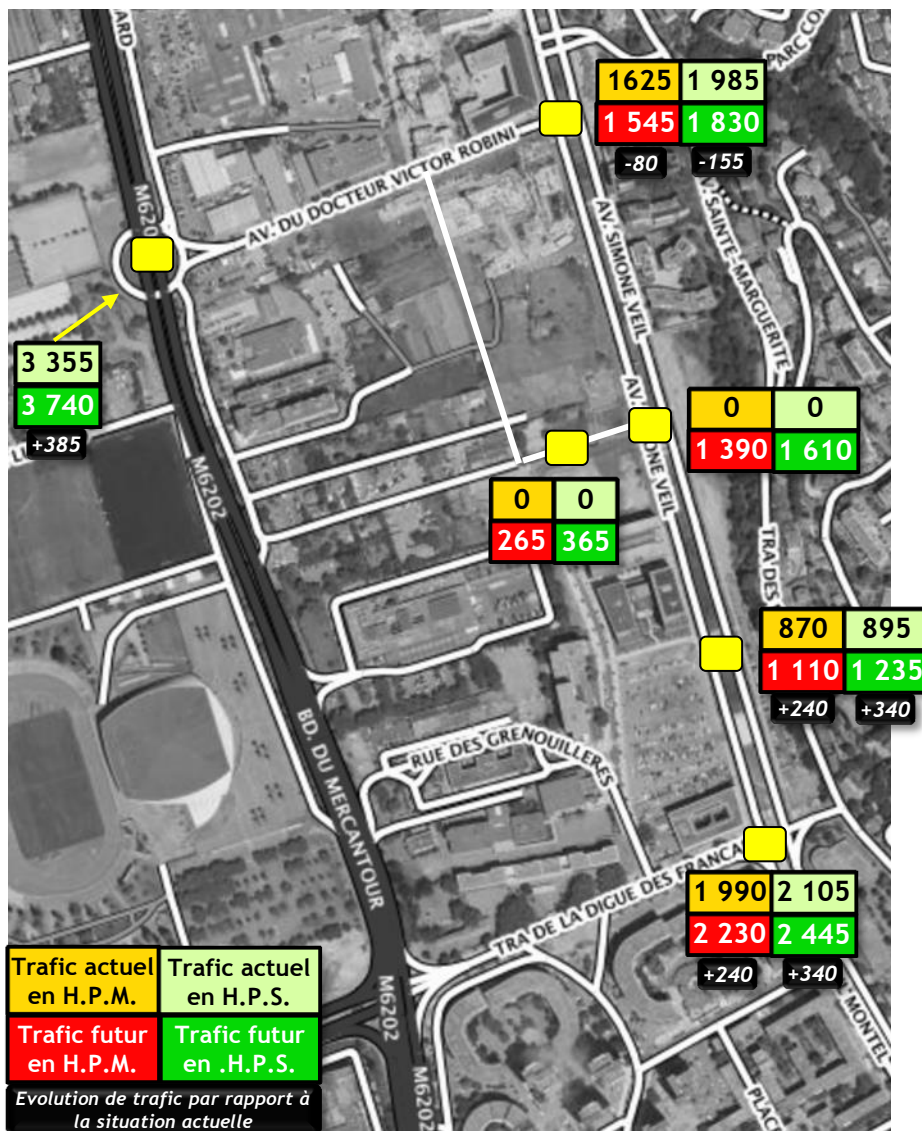 ARD
PARC CO
1625 1 985
1 545 1 830
-80 -155
AV. DU DOCTEUR VICTOR ROBINI
M620
AV. SIMONE VEIL
SAINTE-MARGUERITE
3 355
3 740
+385
0 0
1 390 1 610
AV.
ONE VEIL
M6202
0 0
265 365
TRA DES
870 895
1 110 1 235
+240 +340
BD. DU MERCANTOUR
RUE DES GRENOUILLERES
TRA DE LA DIGUE DES FRANCA
1 990 2 105
2 230 2 445
+240 +340
M6202
MONTEL
M6202
PLAC
Trafic actuel
en H.P.M.
Trafic actuel
en H.P.S.
Trafic futur
en H.P.M.
Trafic futur
en .H.P.S.
Evolution de trafic par rapport à
la situation actuelle